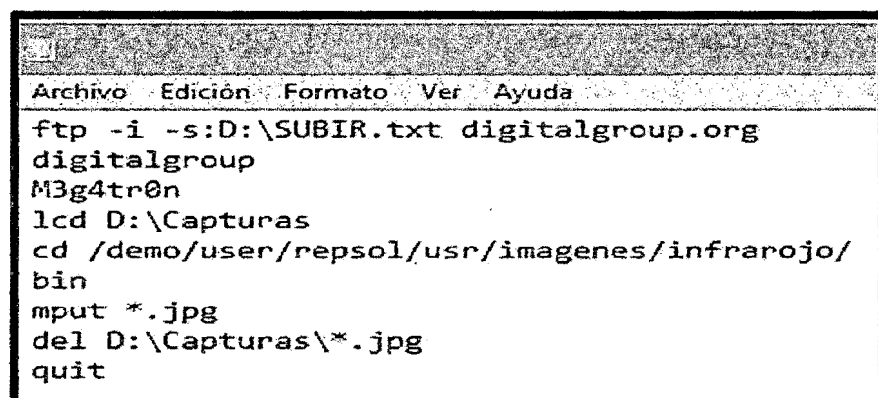 Archivo Edición Formato Ver Ayuda
ftp -i -s:D:\SUBIR.txt digitalgroup.org
digitalgroup
M3g4tr0n
lcd D:\Capturas
cd /demo/user/repsol/usr/imagenes/infrarojo/
bin
mput *.jpg
del D:\Capturas\*.jpg
quit